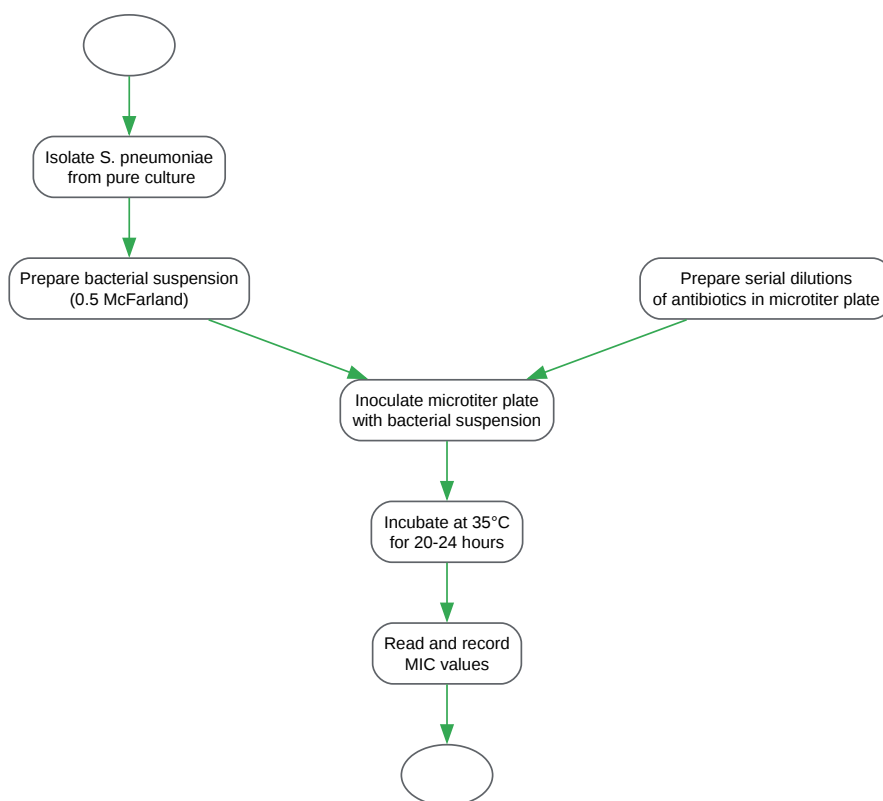 Isolate S. pneumoniae
from pure culture
Prepare bacterial suspension
(0.5 McFarland)
Prepare serial dilutions
of antibiotics in microtiter plate
Inoculate microtiter plate
with bacterial suspension
Incubate at 35°C
for 20-24 hours
Read and record
MIC values